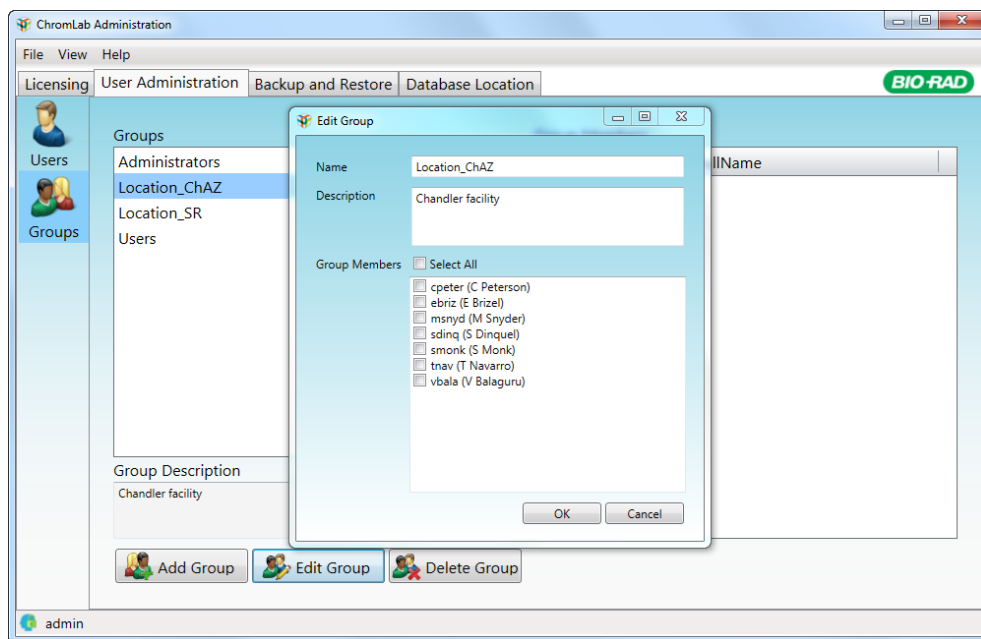 ChromLab Administration
File View Help
Licensing User Administration Backup and Restore Database Location
BIO-RAD
Users
Groups
Groups
Administrators
Location_ChAZ
Location_SR
Users
Group Description
Chandler facility
Edit Group
Name Location_ChAZ
Description Chandler facility
Group Members Select All
cpeter (C Peterson)
ebriz (E Brizel)
msnyd (M Snyder)
sdinq (S Dinquel)
smonk (S Monk)
tnav (T Navarro)
vbala (V Balaguru)
OK Cancel
llName
Add Group Edit Group Delete Group
admin